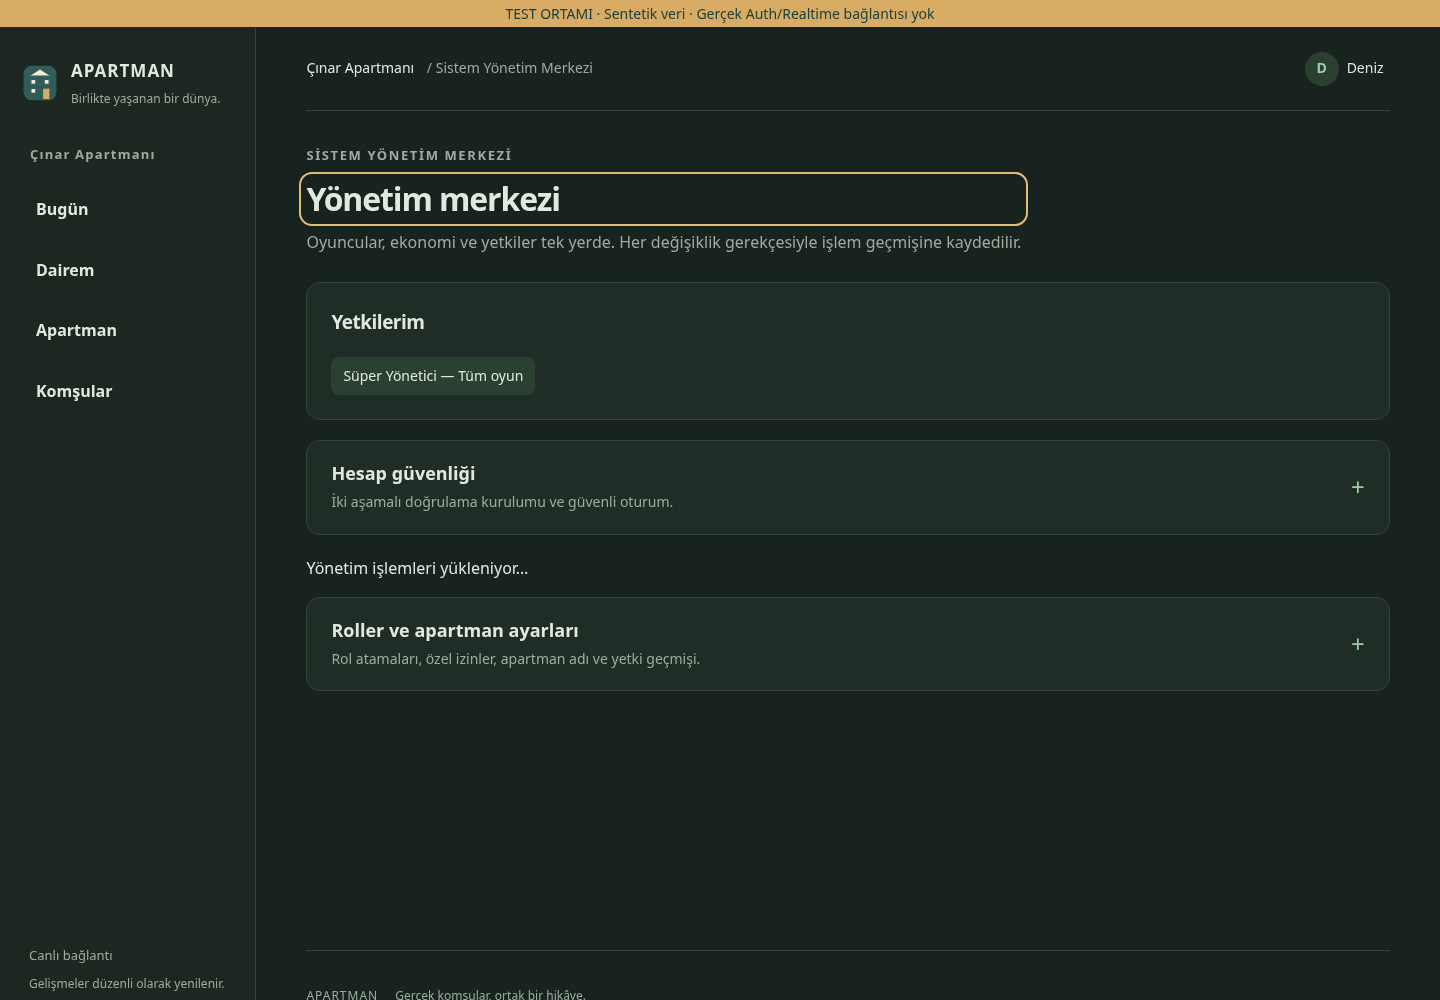 TEST ORTAMI · Sentetik veri · Gerçek Auth/Realtime bağlantısı yok
APARTMAN
Birlikte yaşanan bir dünya.
Çınar Apartmanı
Bugün
Dairem
Apartman
Komşular
Canlı bağlantı
Gelişmeler düzenli olarak yenilenir.
Çınar Apartmanı / Sistem Yönetim Merkezi
D Deniz
SİSTEM YÖNETİM MERKEZİ
Yönetim merkezi
Oyuncular, ekonomi ve yetkiler tek yerde. Her değişiklik gerekçesiyle işlem geçmişine kaydedilir.
Yetkilerim
Süper Yönetici — Tüm oyun
Hesap güvenliği
İki aşamalı doğrulama kurulumu ve güvenli oturum.
+
Yönetim işlemleri yükleniyor...
Roller ve apartman ayarları
Rol atamaları, özel izinler, apartman adı ve yetki geçmişi.
+
APARTMAN Gerçek komşular, ortak bir hikâye.